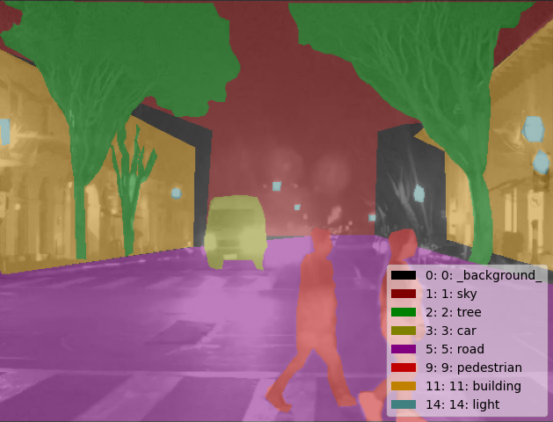 0: 0: _background_
1: 1: sky
2: 2: tree
3: 3: car
5: 5: road
9: 9: pedestrian
11: 11: building
14: 14: light